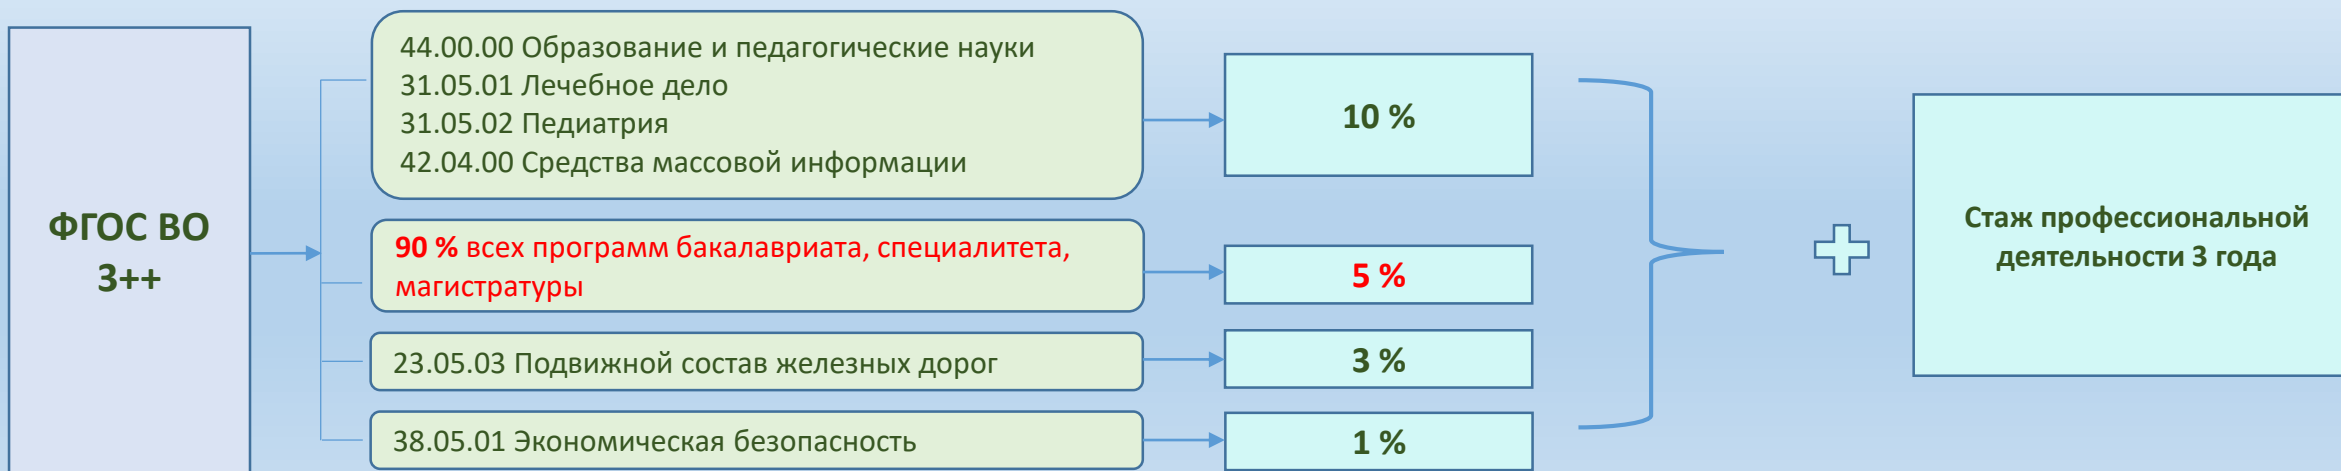 ФГОС ВО
3++
44.00.00 Образование и педагогические науки
31.05.01 Лечебное дело
31.05.02 Педиатрия
42.04.00 Средства массовой информации
10 %
90 % всех программ бакалавриата, специалитета,
магистратуры
5 %
23.05.03 Подвижной состав железных дорог
3 %
38.05.01 Экономическая безопасность
1 %
Стаж профессиональной
деятельности 3 года